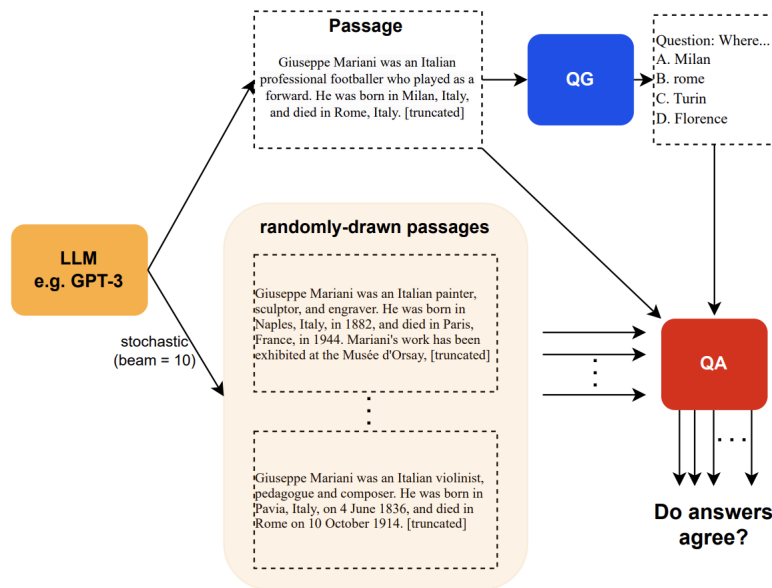 Passage
Giuseppe Mariani was an Italian
professional footballer who played as a
forward. He was born in Milan, Italy,
and died in Rome, Italy. [truncated]
QG
Question: Where...
A. Milan
B. rome
C. Turin
D. Florence
LLM
e.g. GPT-3
stochastic
(beam = 10)
randomly-drawn passages
Giuseppe Mariani was an Italian painter,
sculptor, and engraver. He was born in
Naples, Italy, in 1882, and died in Paris,
France, in 1944. Mariani's work has been
exhibited at the Musée d'Orsay, [truncated]
Giuseppe Mariani was an Italian violinist,
pedagogue and composer. He was born in
Pavia, Italy, on 4 June 1836, and died in
Rome on 10 October 1914. [truncated]
QA
Do answers
agree?